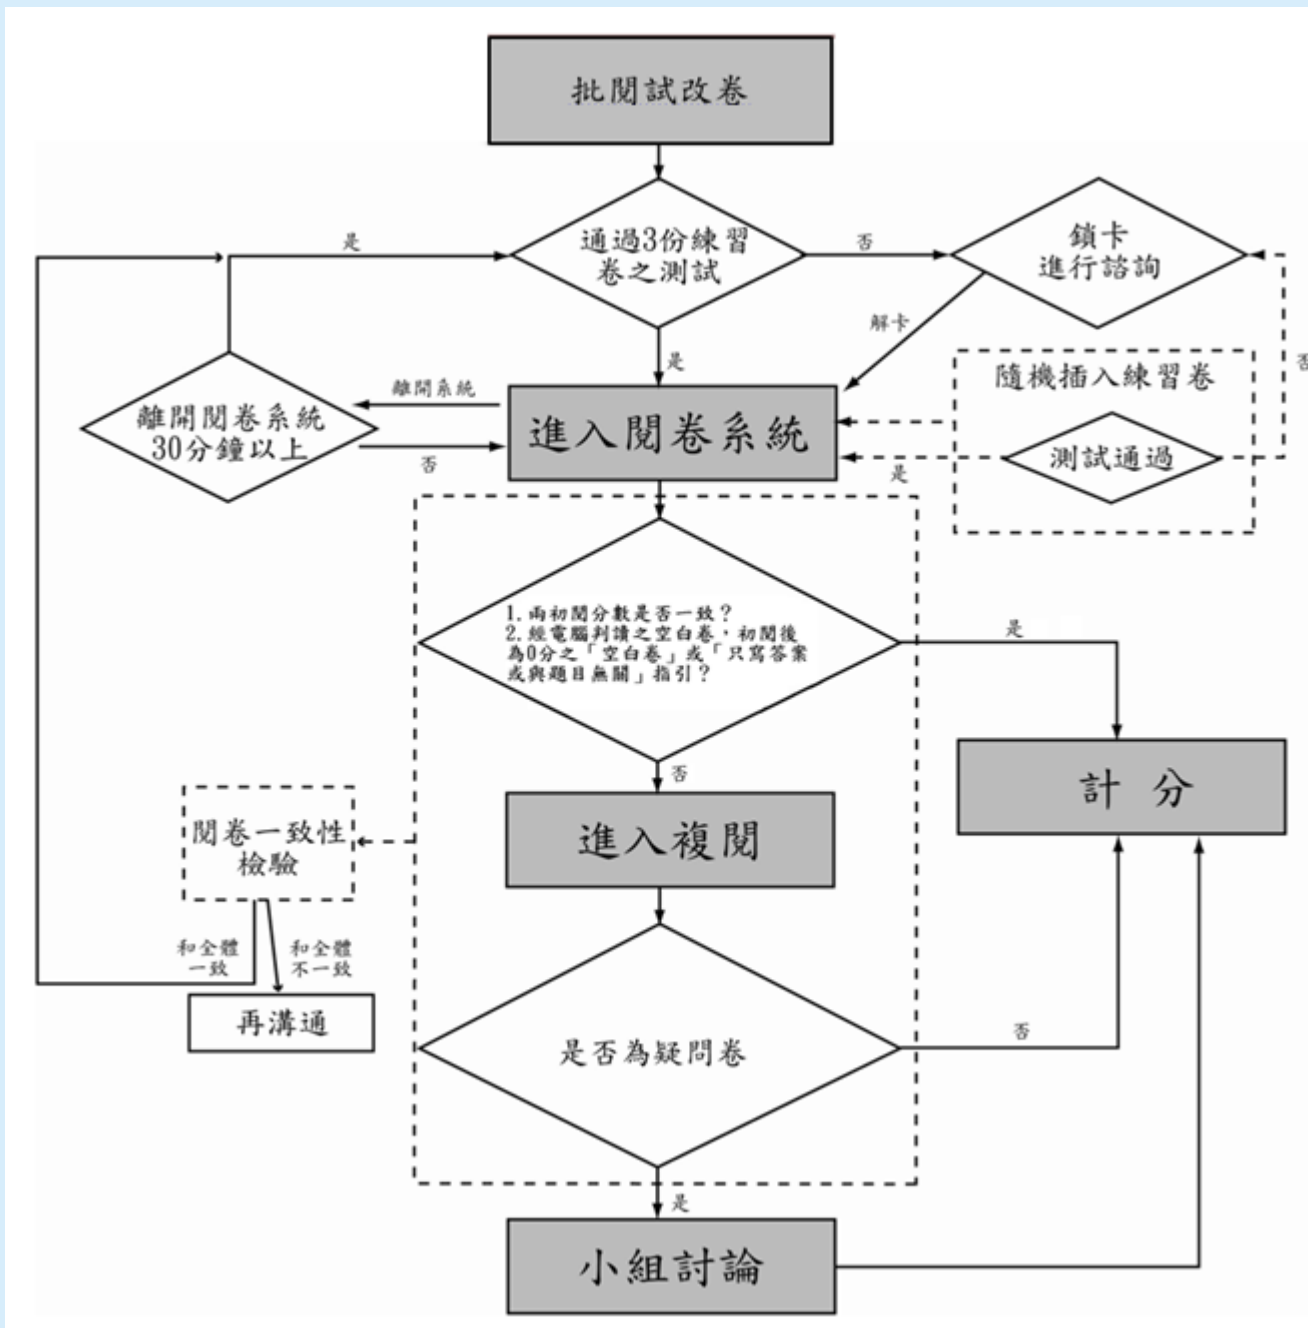 批閱試改卷
通過3份練習
卷之測試
是
否
鎖卡
進行諮詢
解卡
是
否
隨機插入練習卷
測試通過
是
離開系統
離開閱卷系統
30分鐘以上
否
進入閱卷系統
1.兩初閱分數是否一致？
2.經電腦判讀之空白卷，初閱後
為0分之「空白卷」或「只寫答案
或與題目無關」指引？
是
否
計 分
進入複閱
閱卷一致性
檢驗
和全體
一致
和全體
不一致
再溝通
是否為疑問卷
否
是
小組討論